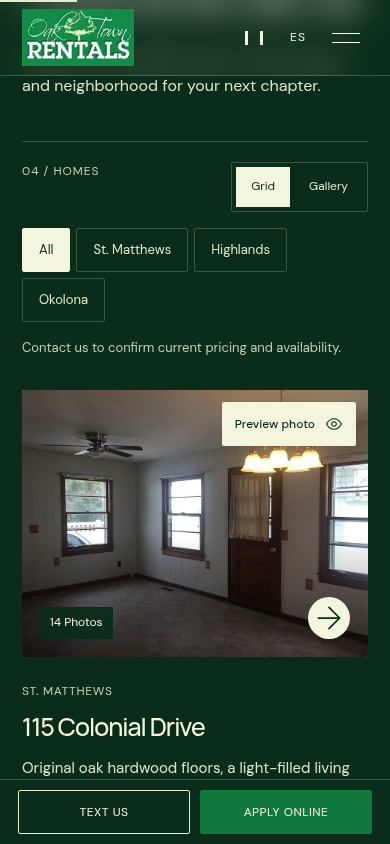 Oak Town
RENTALS
ES
and neighborhood for your next chapter.
04 / HOMES
Grid
Gallery
All
St. Matthews
Highlands
Okolona
Contact us to confirm current pricing and availability.
Preview photo
14 Photos
ST. MATTHEWS
115 Colonial Drive
Original oak hardwood floors, a light-filled living
TEXT US
APPLY ONLINE